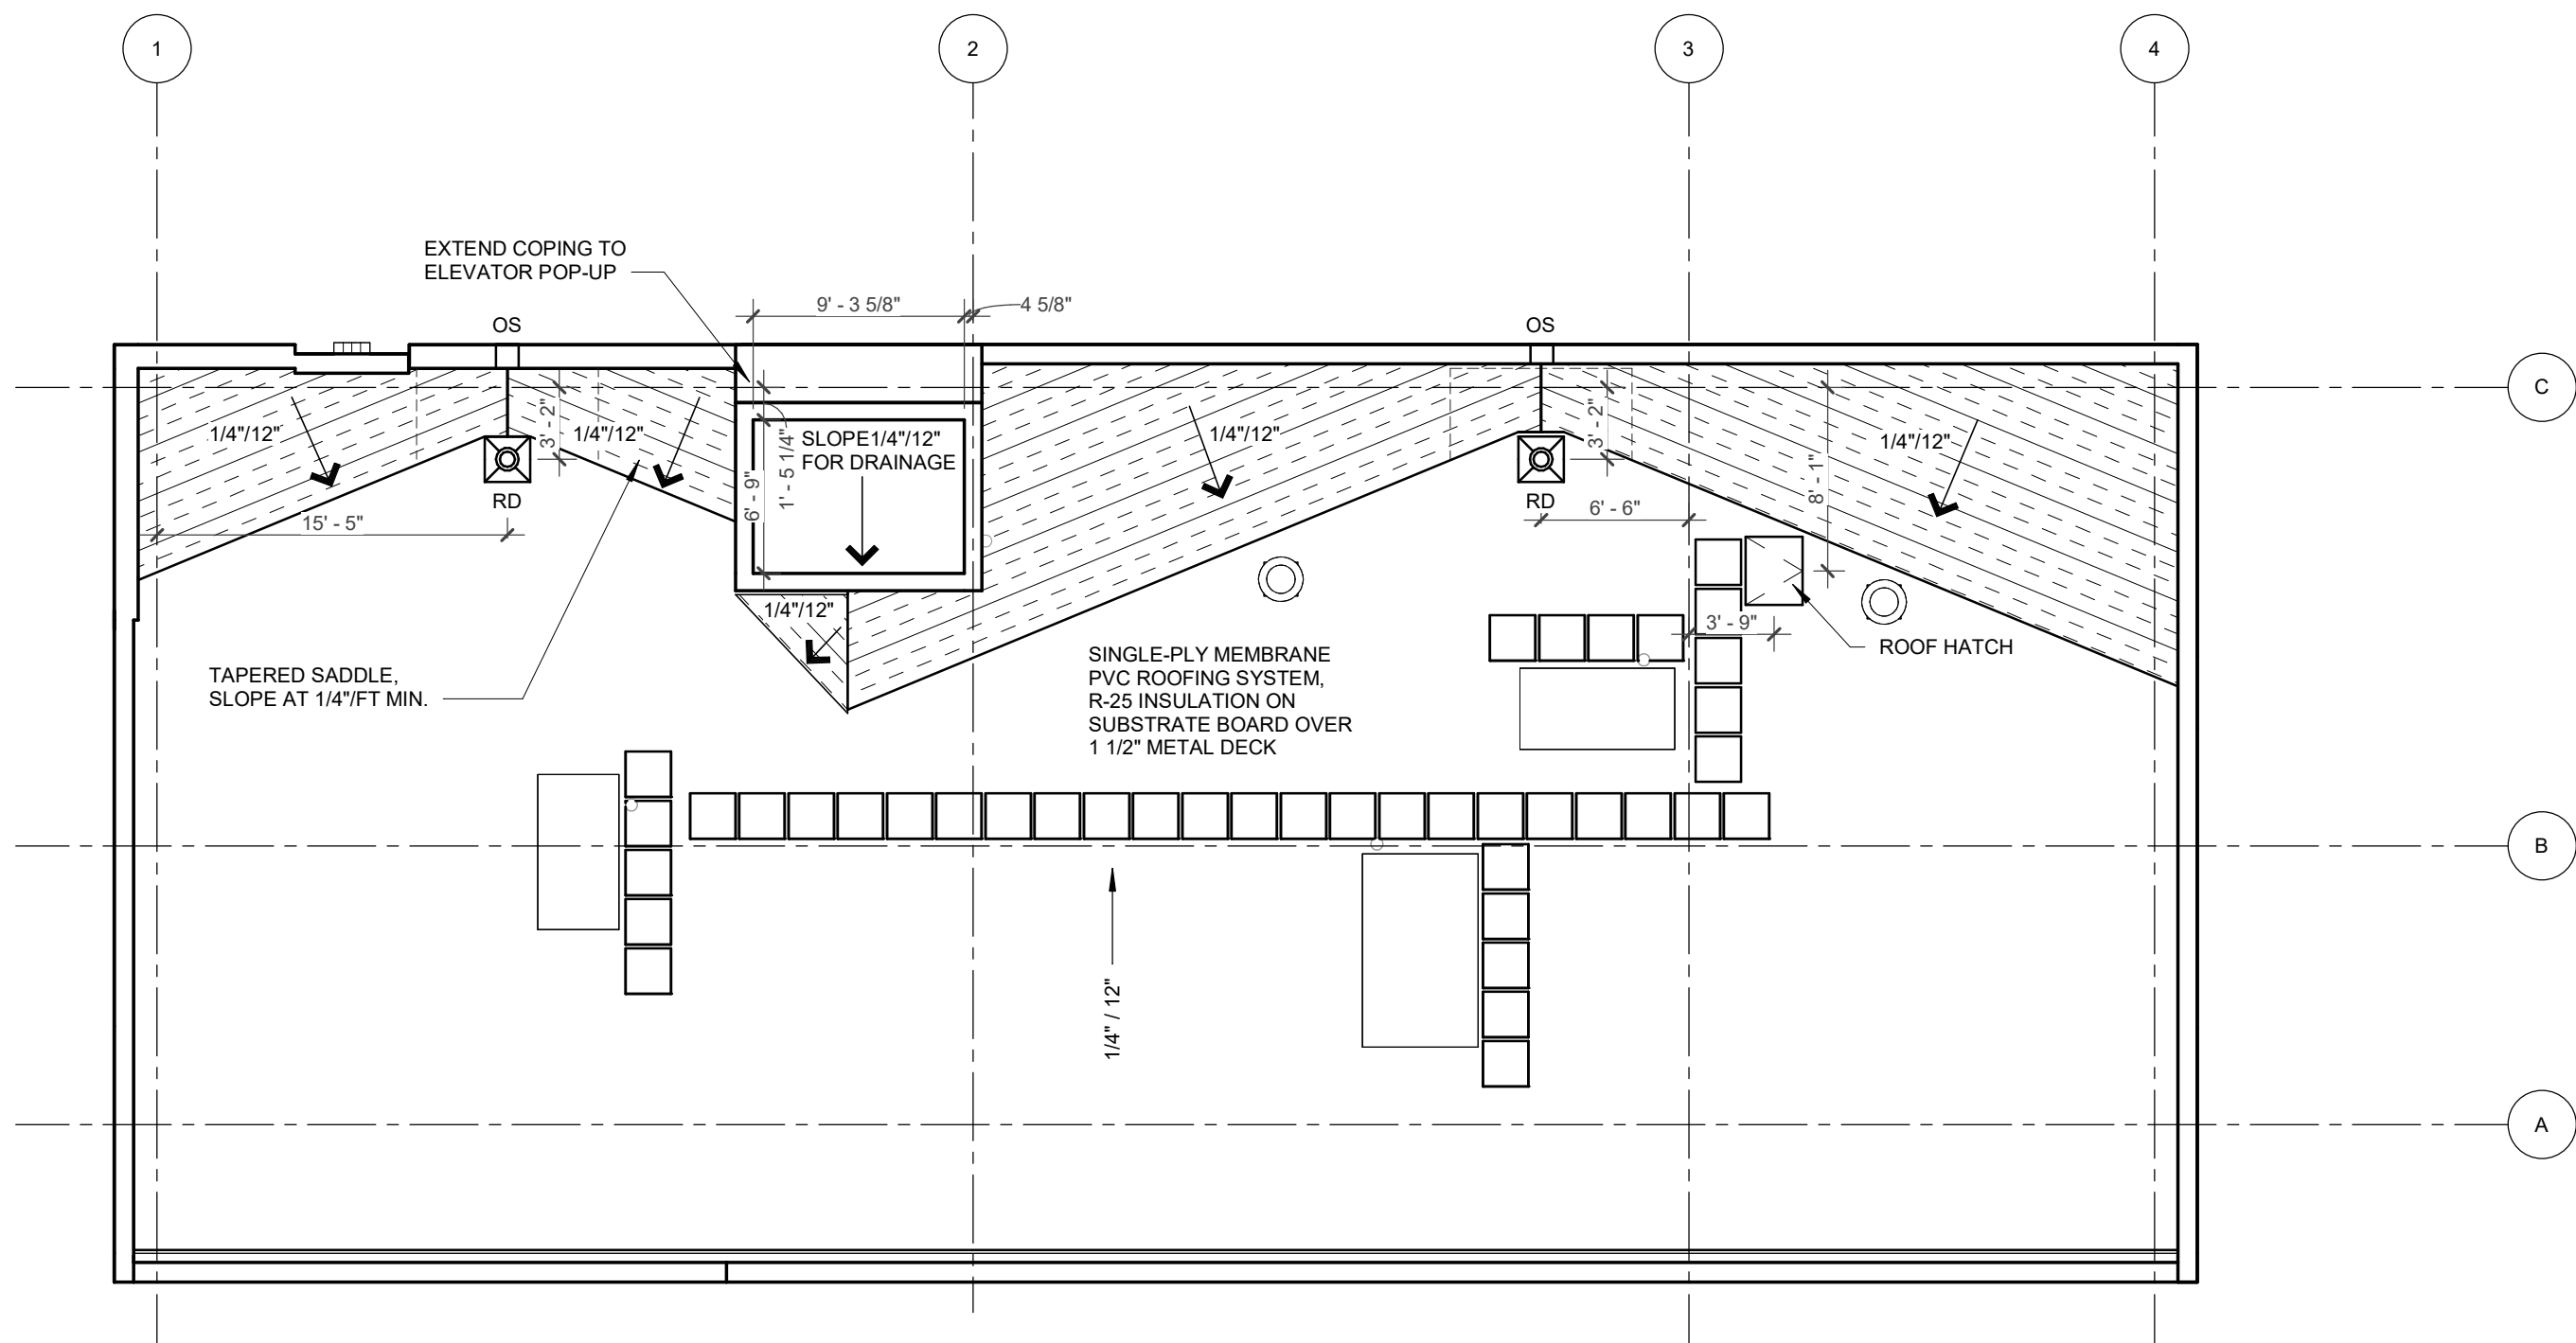 1
2
3
4
EXTEND COPING TO
ELEVATOR POP-UP
9' - 3 5/8"
4 5/8"
OS
OS
C
1/4"/12"
3' - 2"
1/4"/12"
6' - 9"
1' - 5 1/4"
SLOPE1/4"/12"
FOR DRAINAGE
1/4"/12"
3' - 2"
1/4"/12"
8' - 1"
RD
RD
15' - 5"
6' - 6"
1/4"/12"
3' - 9"
ROOF HATCH
TAPERED SADDLE,
SLOPE AT 1/4"/FT MIN.
SINGLE-PLY MEMBRANE
PVC ROOFING SYSTEM,
R-25 INSULATION ON
SUBSTRATE BOARD OVER
1 1/2" METAL DECK
B
1/4" / 12"
A